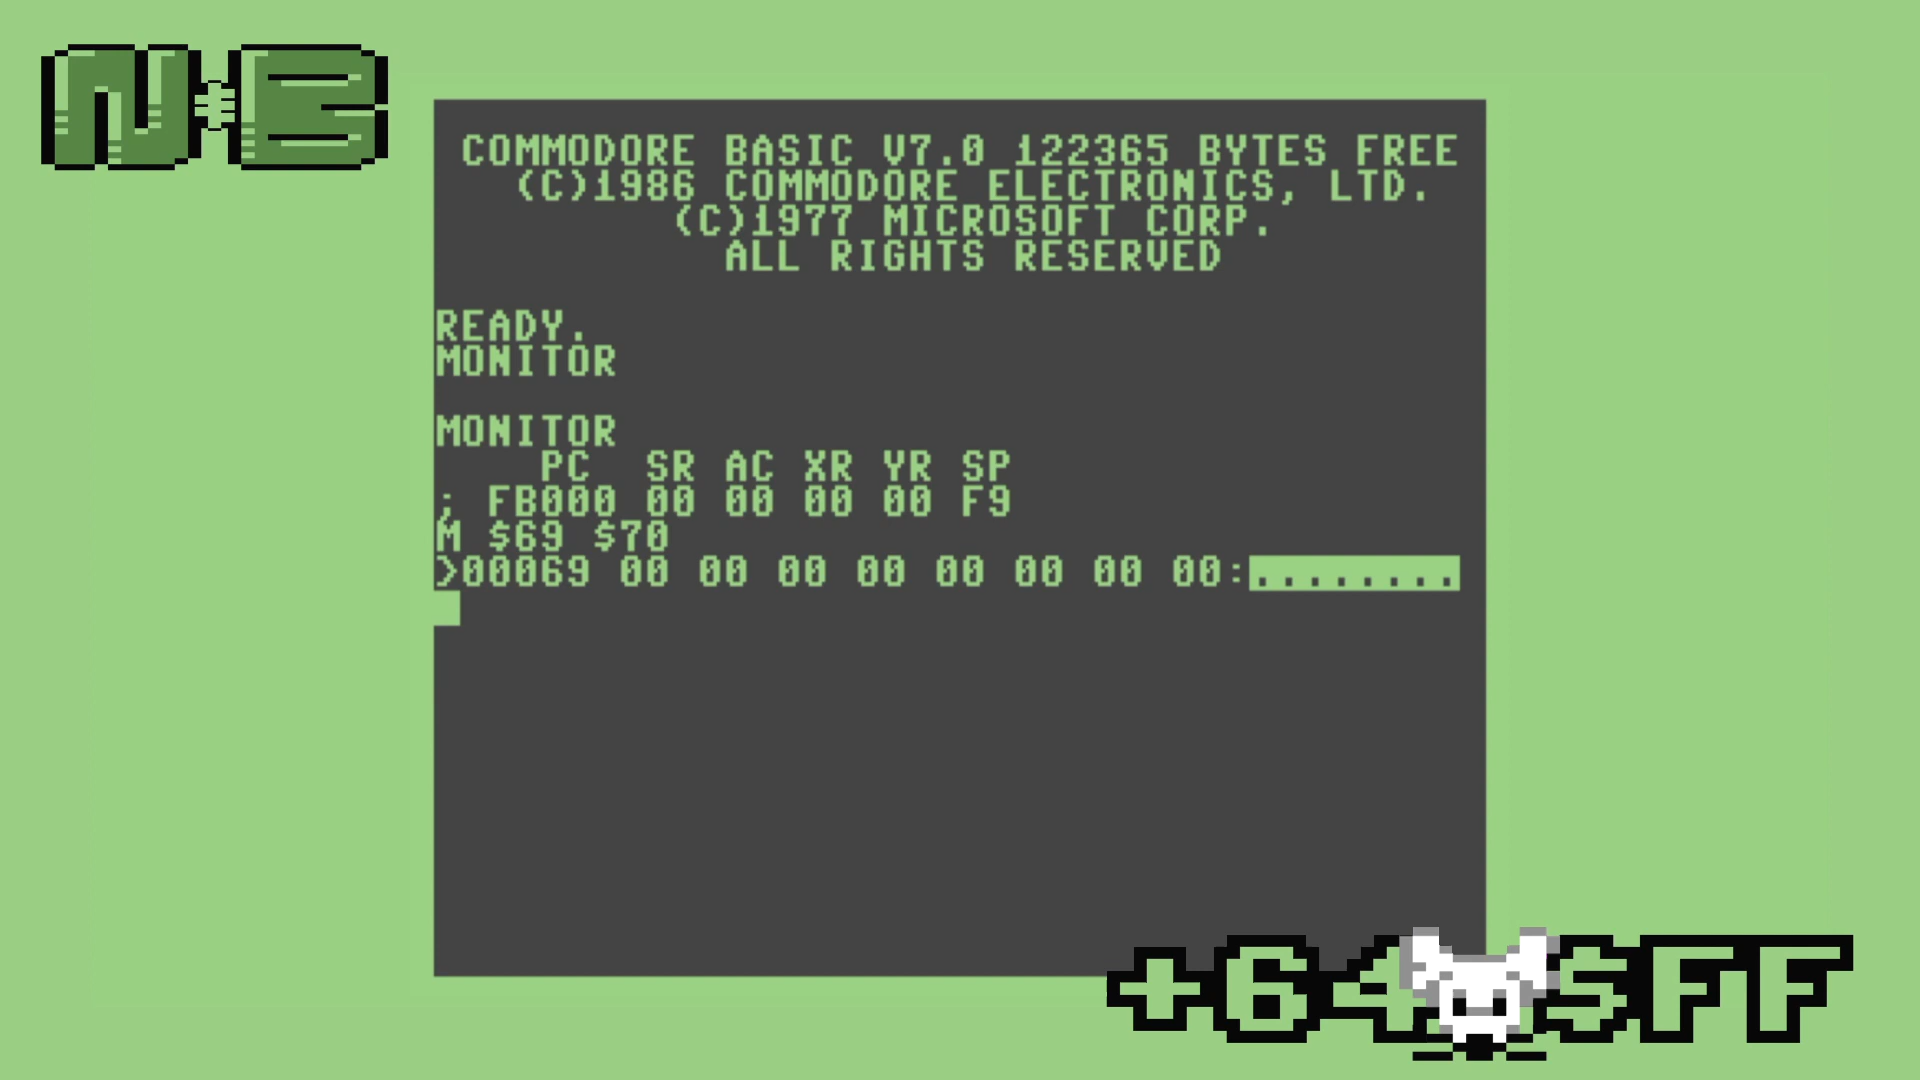 N B
COMMODORE BASIC V7.0 122365 BYTES FREE
(C)1986 COMMODORE ELECTRONICS, LTD.
(C)1977 MICROSOFT CORP.
ALL RIGHTS RESERVED
READY.
MONITOR
MONITOR
PC SR AC XR YR SP
; FB000 00 00 00 00 F9
M $69 $70
>00069 00 00 00 00 00 00 00 00:........
+64 SFF